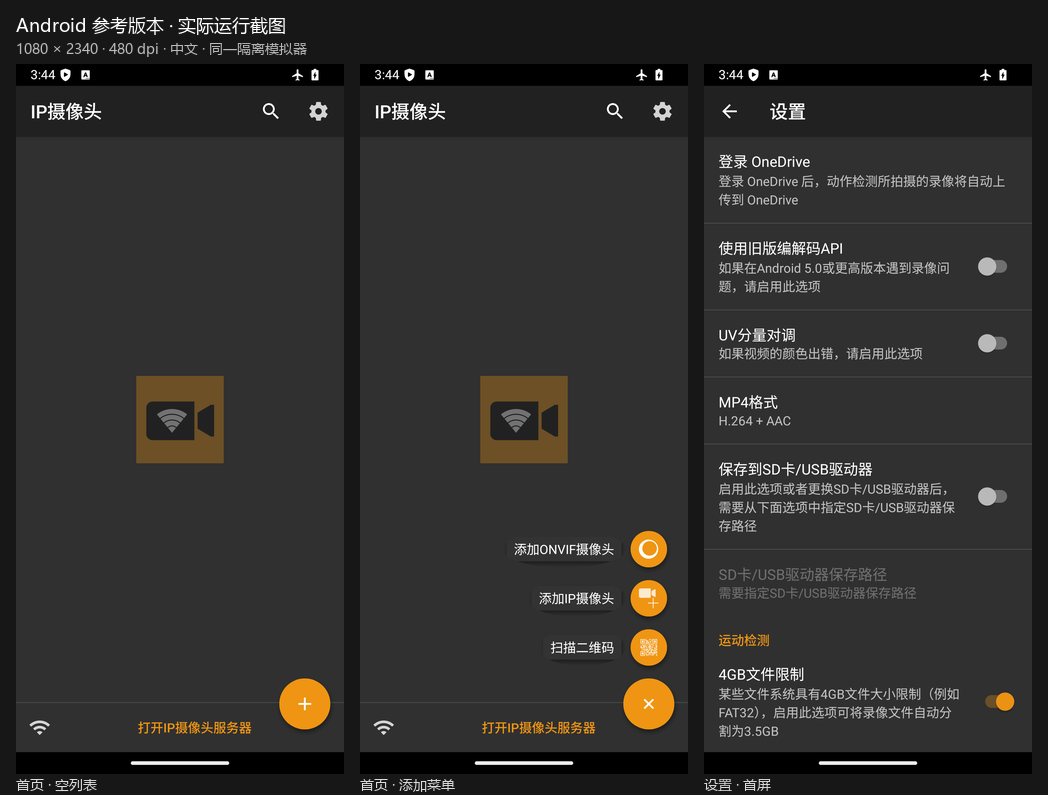 Android 参考版本 · 实际运行截图
1080 × 2340 · 480 dpi · 中文 · 同一隔离模拟器
3:44
IP摄像头
打开IP摄像头服务器
首页 · 空列表
3:44
IP摄像头
添加ONVIF摄像头
添加IP摄像头
扫描二维码
打开IP摄像头服务器
首页 · 添加菜单
3:44
设置
登录 OneDrive
登录 OneDrive 后，动作检测所拍摄的录像将自动上
传到 OneDrive
使用旧版编解码API
如果在Android 5.0或更高版本遇到录像问
题，请启用此选项
UV分量对调
如果视频的颜色出错，请启用此选项
MP4格式
H.264 + AAC
保存到SD卡/USB驱动器
启用此选项或者更换SD卡/USB驱动器后，
需要从下面选项中指定SD卡/USB驱动器保
存路径
SD卡/USB驱动器保存路径
需要指定SD卡/USB驱动器保存路径
运动检测
4GB文件限制
某些文件系统具有4GB文件大小限制（例如
FAT32），启用此选项可将录像文件自动分
割为3.5GB
设置 · 首屏